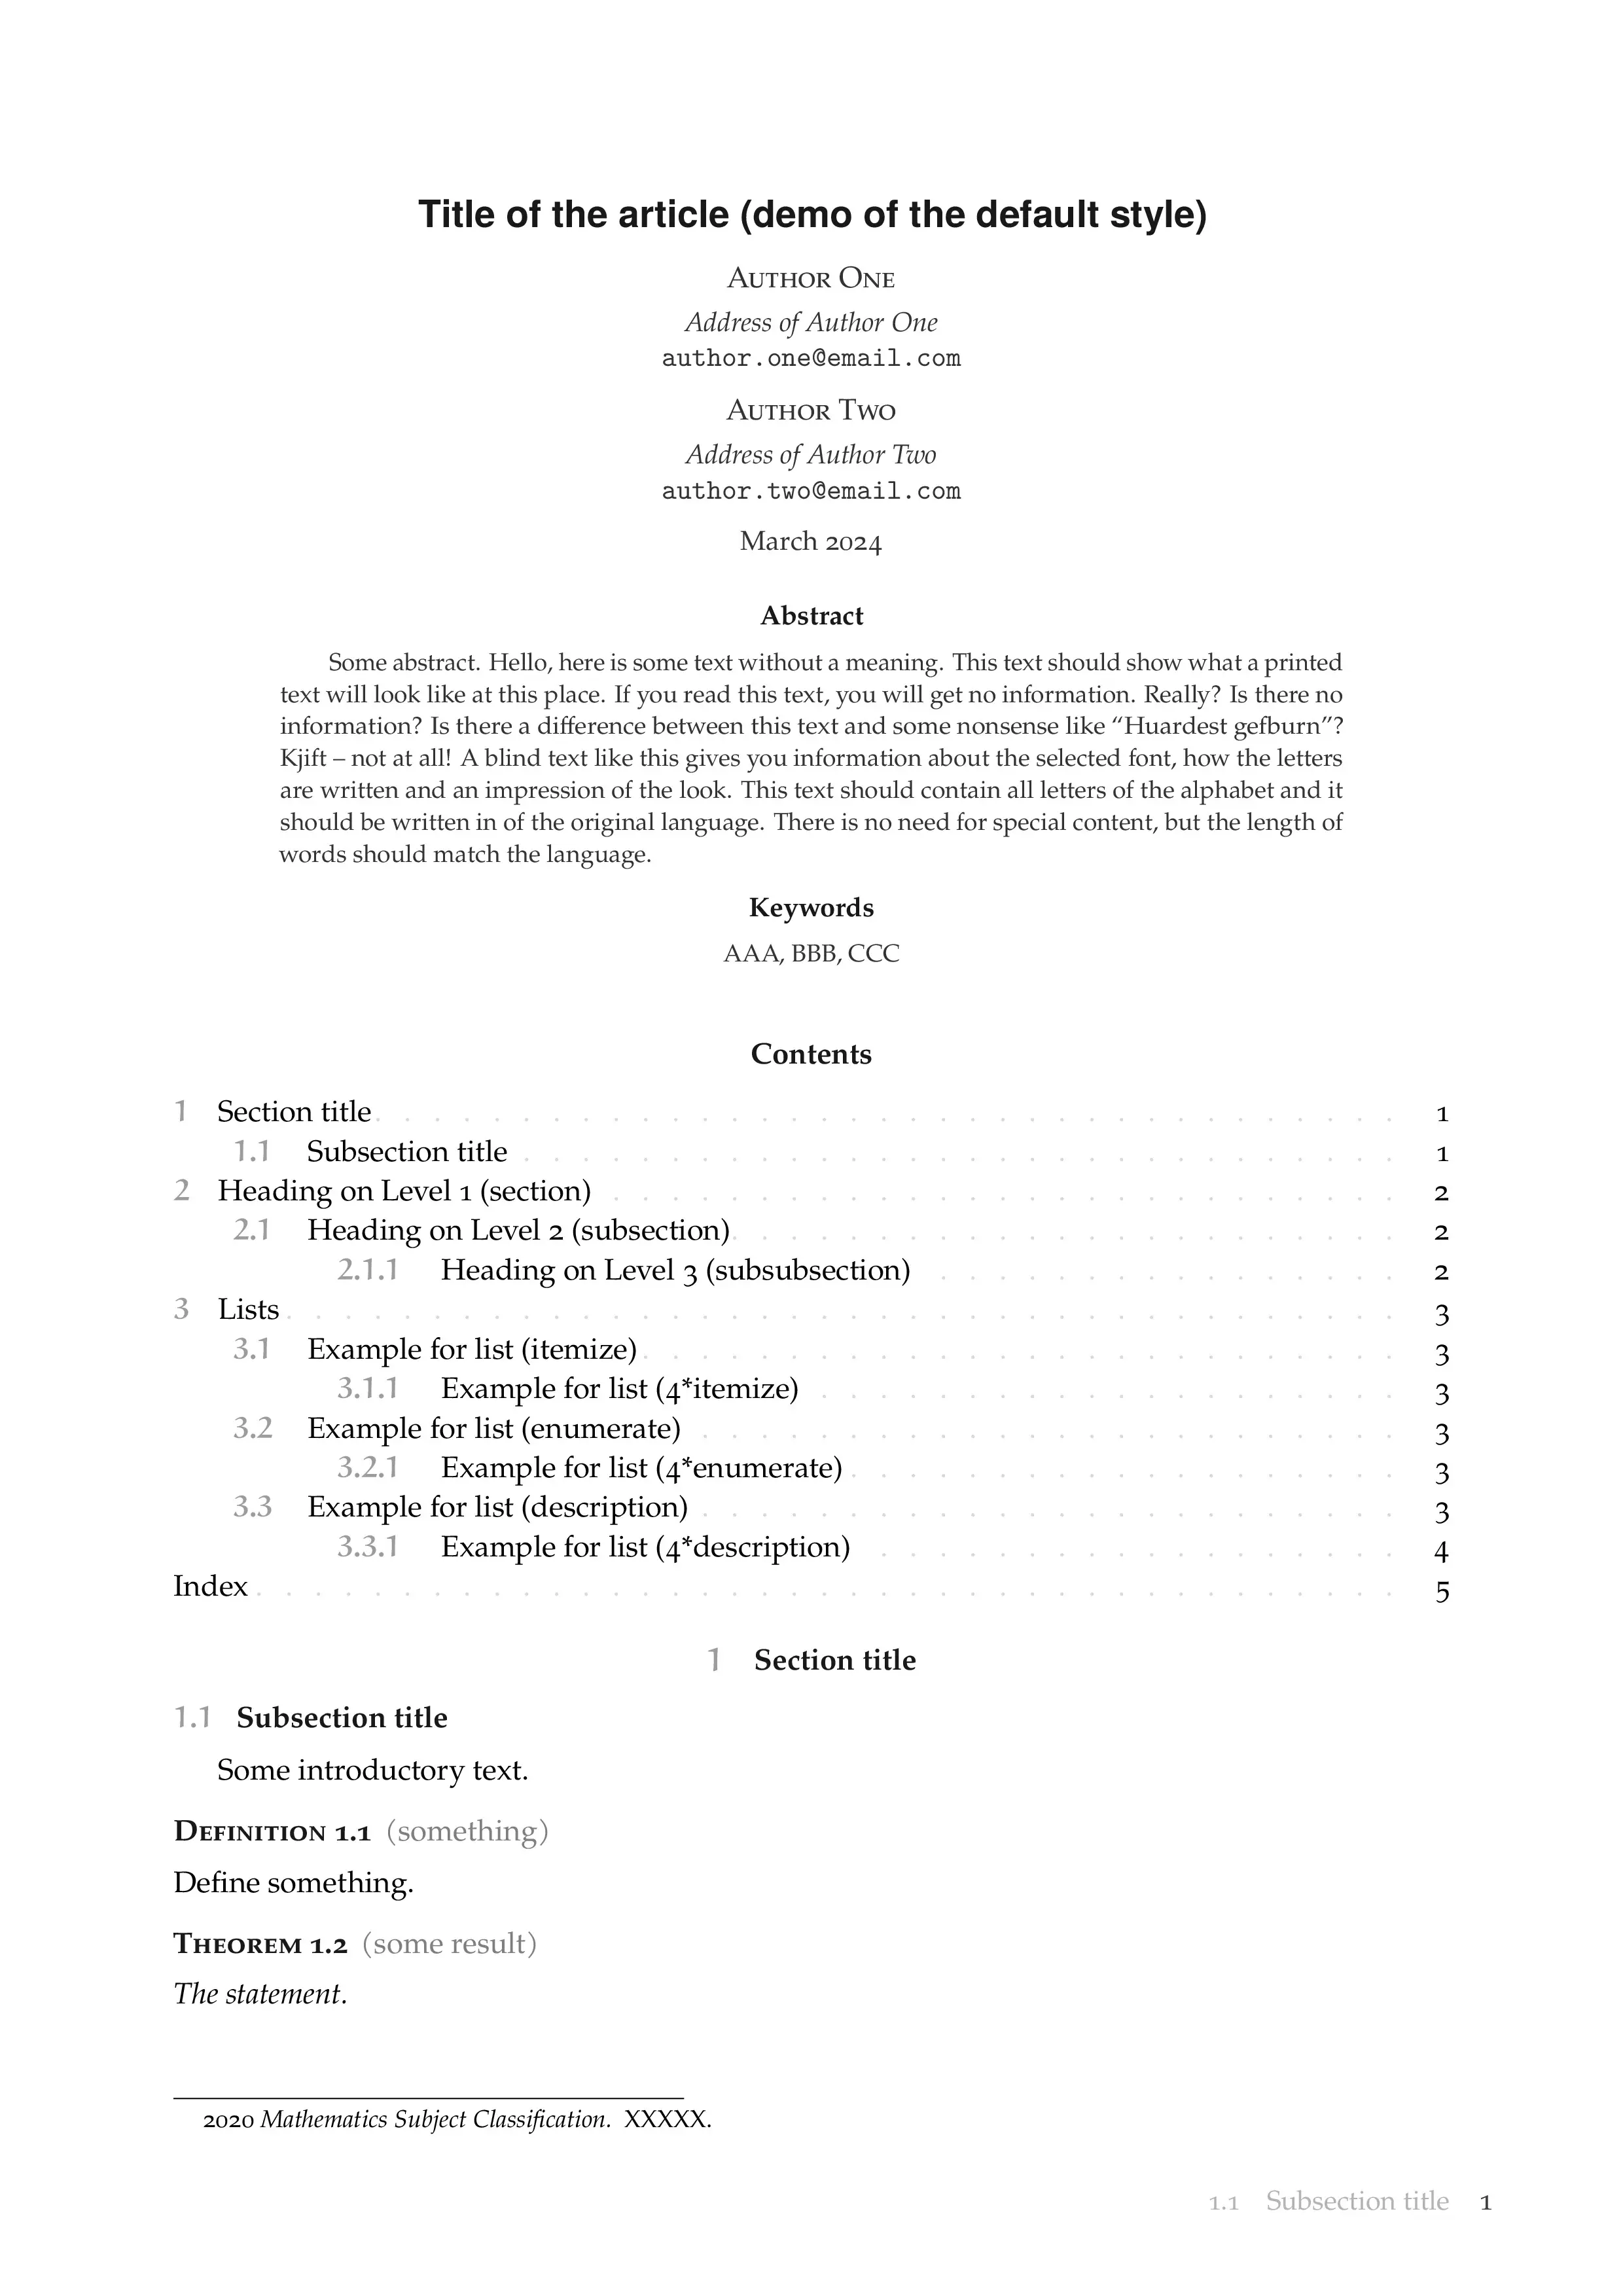 Title of the article (demo of the default style)
Author One
Address of Author One
author.one@email.com
Author Two
Address of Author Two
author.two@email.com
March 2024
Abstract
Some abstract. Hello, here is some text without a meaning. This text should show what a printed
text will look like at this place. If you read this text, you will get no information. Really? Is there no
information? Is there a difference between this text and some nonsense like “Huardest gefburn”?
Kjift – not at all! A blind text like this gives you information about the selected font, how the letters
are written and an impression of the look. This text should contain all letters of the alphabet and it
should be written in of the original language. There is no need for special content, but the length of
words should match the language.
Keywords
AAA, BBB, CCC
Contents
1 Section title . . . . . . . . . . 1
1.1 Subsection title . . . . . . . . . . 1
2 Heading on Level 1 (section) . . . . . . . . . . 2
2.1 Heading on Level 2 (subsection) . . . . . . . . . . 2
2.1.1 Heading on Level 3 (subsubsection) . . . . . . . . . . 2
3 Lists . . . . . . . . . . 3
3.1 Example for list (itemize) . . . . . . . . . . 3
3.1.1 Example for list (4*itemize) . . . . . . . . . . 3
3.2 Example for list (enumerate) . . . . . . . . . . 3
3.2.1 Example for list (4*enumerate) . . . . . . . . . . 3
3.3 Example for list (description) . . . . . . . . . . 3
3.3.1 Example for list (4*description) . . . . . . . . . . 4
Index . . . . . . . . . . 5
1 Section title
1.1 Subsection title
Some introductory text.
Definition 1.1 (something)
Define something.
Theorem 1.2 (some result)
The statement.
2020 Mathematics Subject Classification. XXXXX.
1.1 Subsection title 1